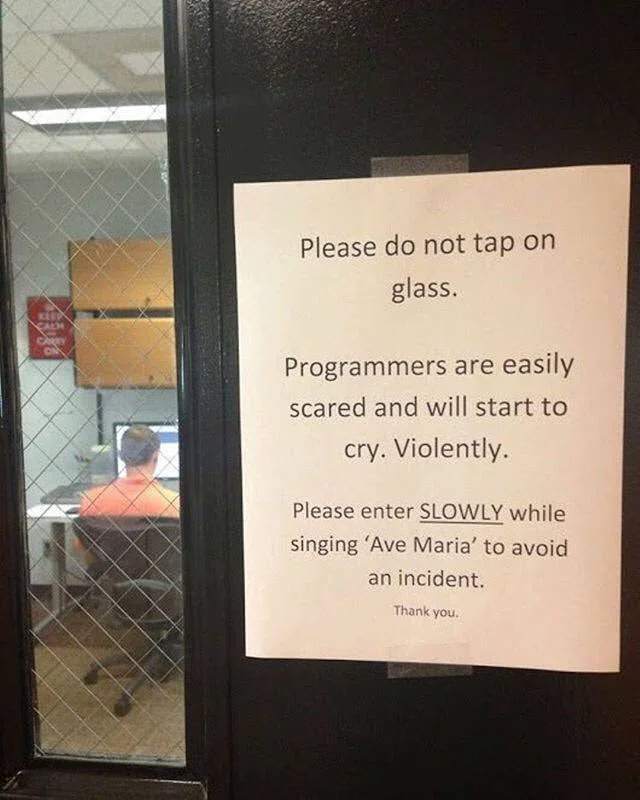 Please do not tap on
glass.
Programmers are easily
scared and will start to
cry. Violently.
Please enter SLOWLY while
singing ‘Ave Maria’ to avoid
an incident.
Thank you.
KEEP
CALM
CARRY
ON